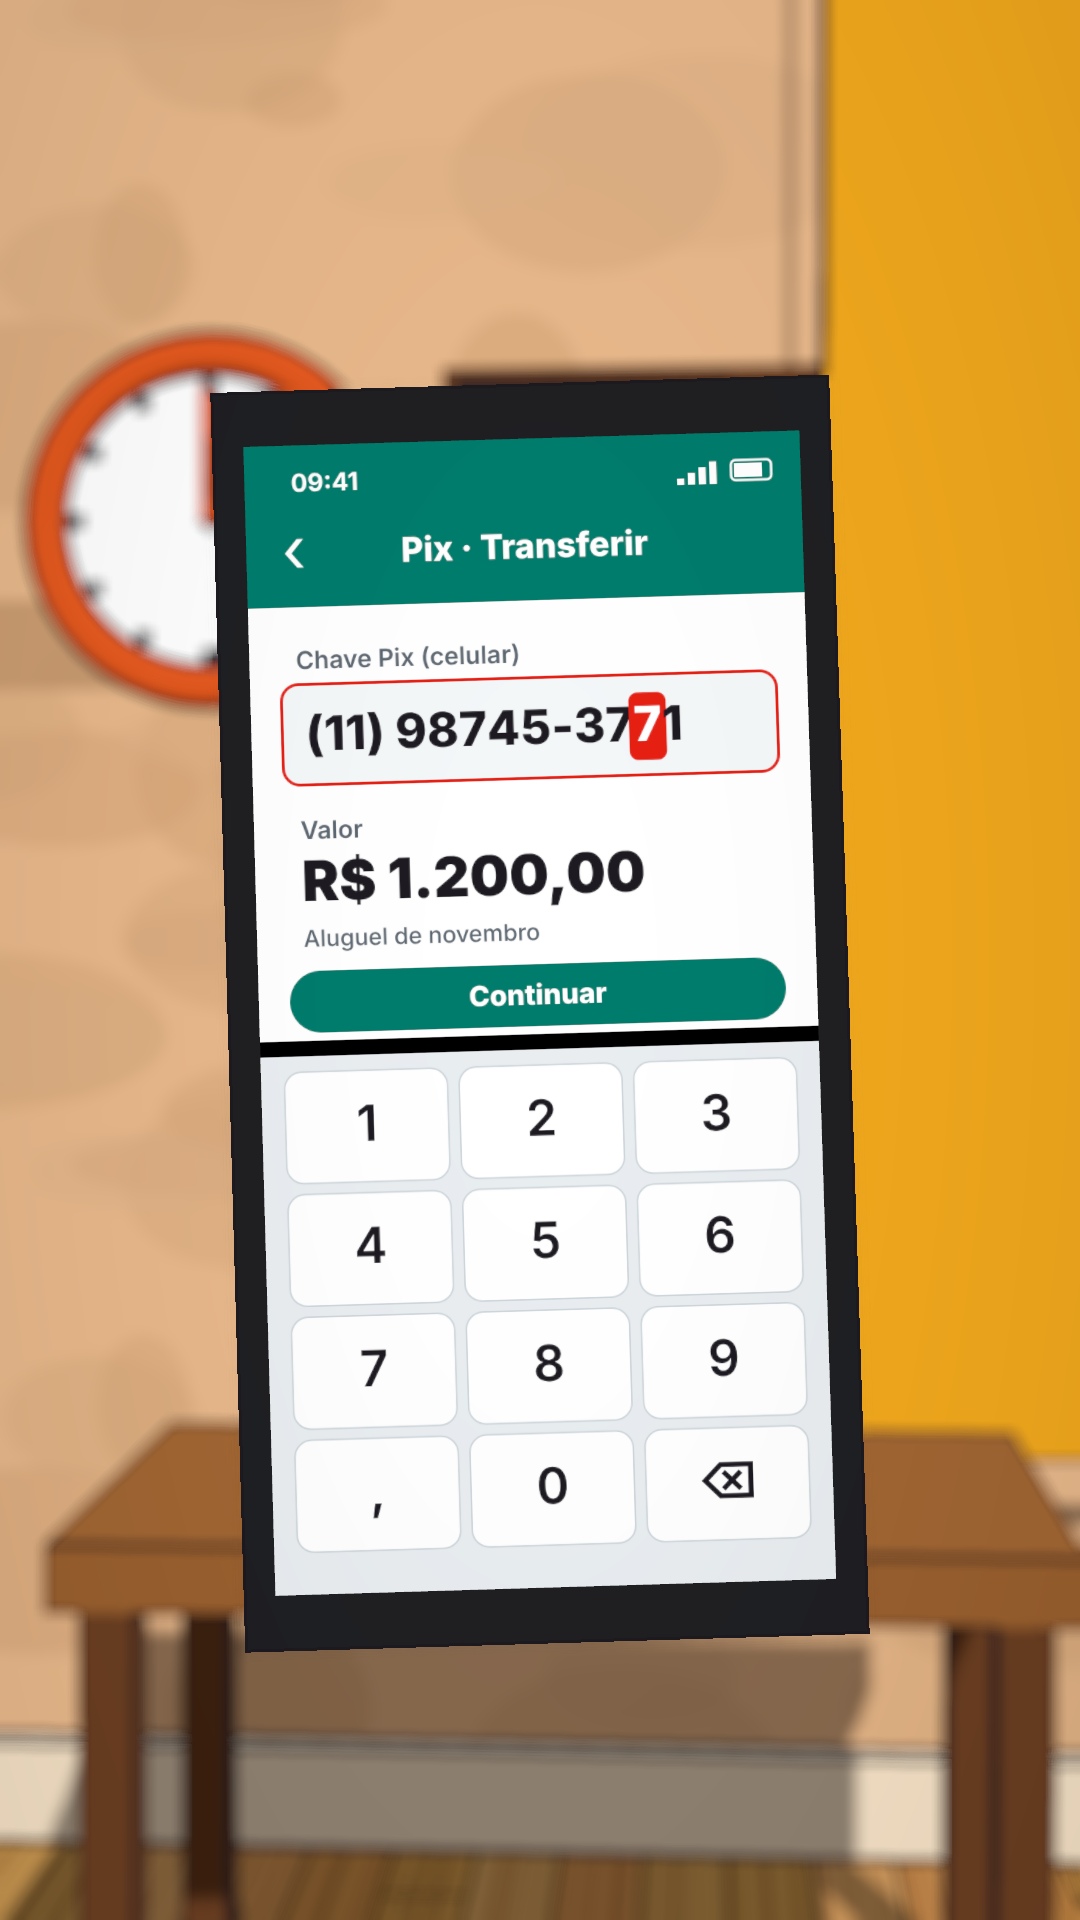 09:41
‹ Pix · Transferir
Chave Pix (celular)
(11) 98745-3771
Valor
R$ 1.200,00
Aluguel de novembro
Continuar
1 2 3
4 5 6
7 8 9
, 0